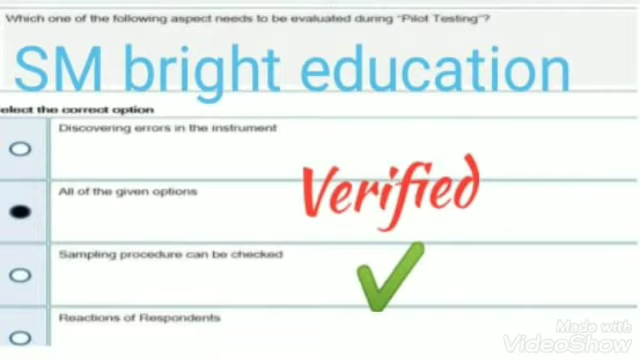 Which one of the following aspect needs to be evaluated during "Pilot Testing"?
SM bright education
elect the correct option
Discovering errors in the instrument
All of the given options
Verified
Sampling procedure can be checked
Reactions of Respondents
Made with
VideoShow